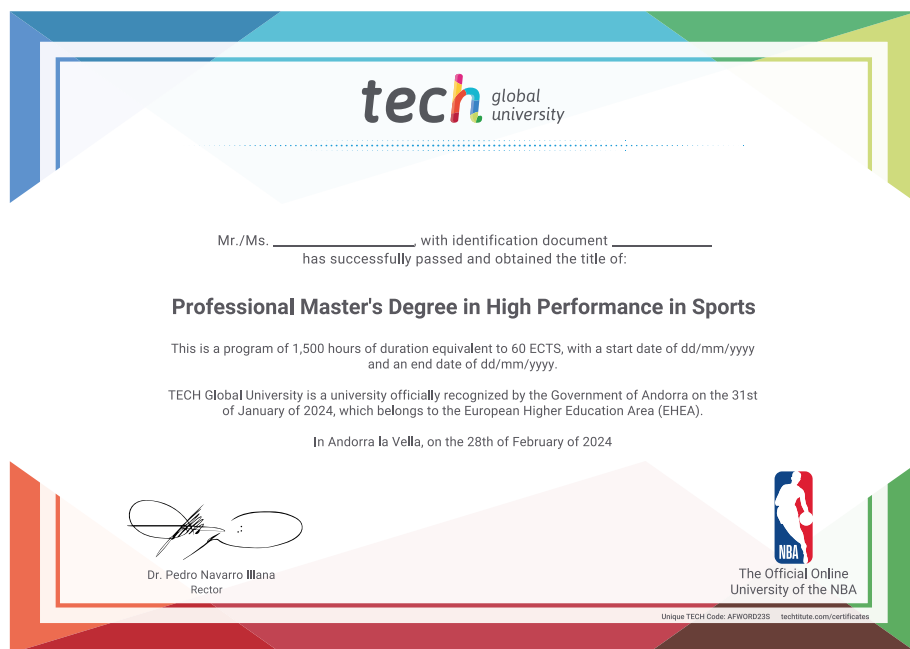 tech global
university
Mr./Ms. ____________, with identification document ____________
has successfully passed and obtained the title of:
Professional Master's Degree in High Performance in Sports
This is a program of 1,500 hours of duration equivalent to 60 ECTS, with a start date of dd/mm/yyyy
and an end date of dd/mm/yyyy.
TECH Global University is a university officially recognized by the Government of Andorra on the 31st
of January of 2024, which belongs to the European Higher Education Area (EHEA).
In Andorra la Vella, on the 28th of February of 2024
Dr. Pedro Navarro Illana
Rector
NBA
The Official Online
University of the NBA
Unique TECH Code: AFWORD23S techtitute.com/certificates